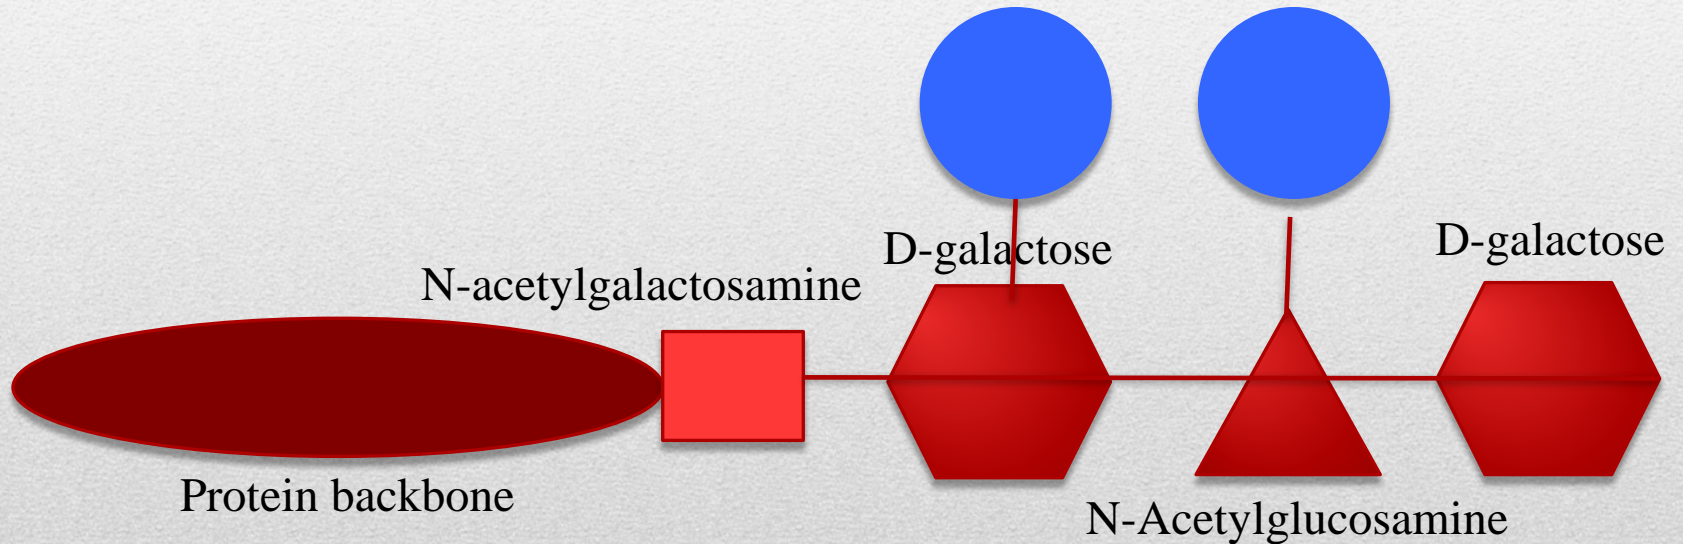 N-acetylgalactosamine
D-galactose
D-galactose
Protein backbone
N-Acetylglucosamine